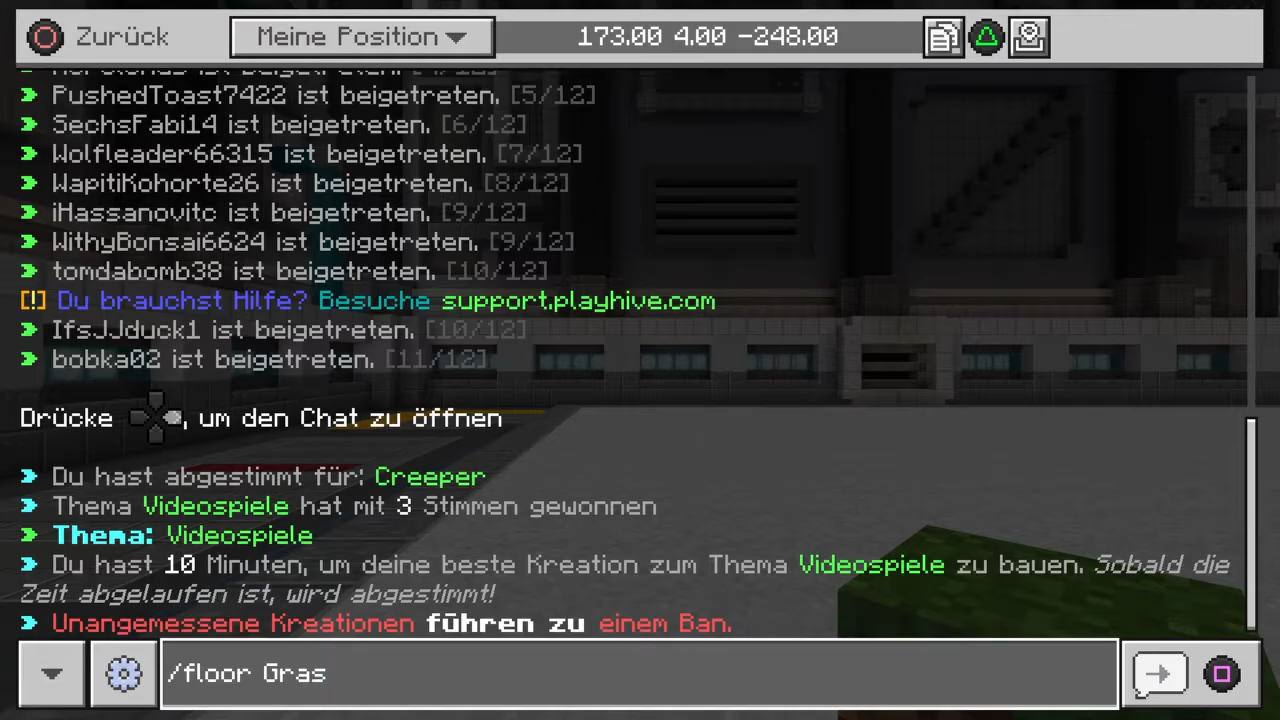 Zurück
Meine Position
173.00 4.00 -248.00
PushedToast7422 ist beigetreten. [5/12]
SechsFabi14 ist beigetreten. [6/12]
Wolfleader66315 ist beigetreten. [7/12]
WapitiKohorte26 ist beigetreten. [8/12]
iHassanovitc ist beigetreten. [9/12]
WithyBonsai6624 ist beigetreten. [9/12]
tomdabomb38 ist beigetreten. [10/12]
[!] Du brauchst Hilfe? Besuche support.playhive.com
IfsJJduck1 ist beigetreten. [10/12]
bobka02 ist beigetreten. [11/12]
Drücke , um den Chat zu öffnen
Du hast abgestimmt für: Creeper
Thema Videospiele hat mit 3 Stimmen gewonnen
Thema: Videospiele
Du hast 10 Minuten, um deine beste Kreation zum Thema Videospiele zu bauen. Sobald die
Zeit abgelaufen ist, wird abgestimmt!
Unangemessene Kreationen führen zu einem Ban.
/floor Gras